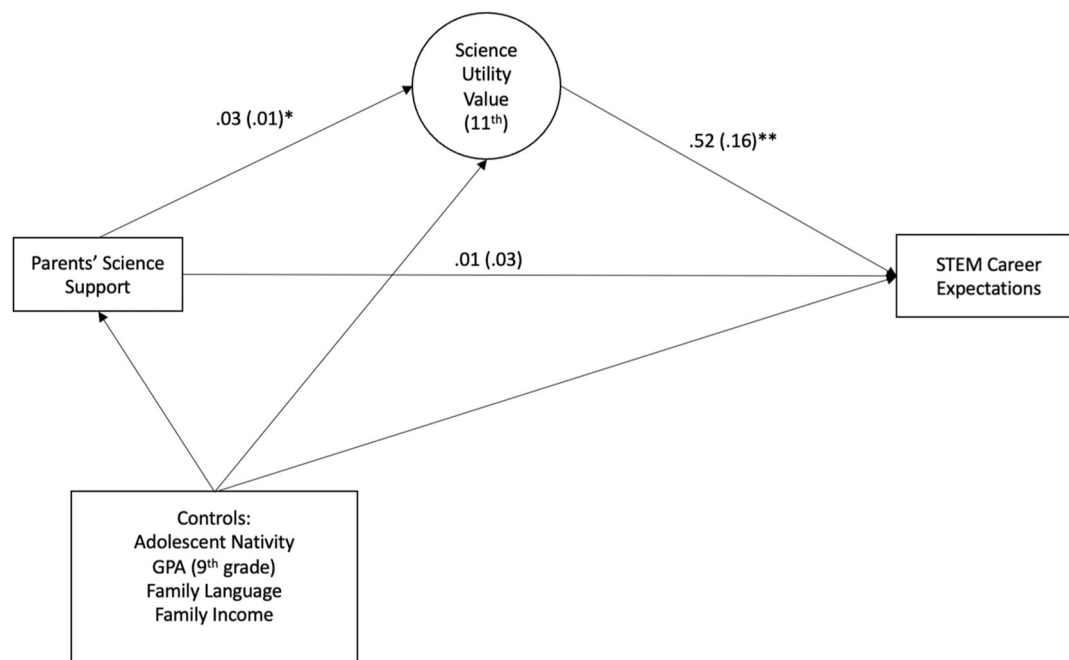 Science
Utility
Value
(11th)
.03 (.01)*
.52 (.16)**
Parents’ Science
Support
.01 (.03)
STEM Career
Expectations
Controls:
Adolescent Nativity
GPA (9th grade)
Family Language
Family Income